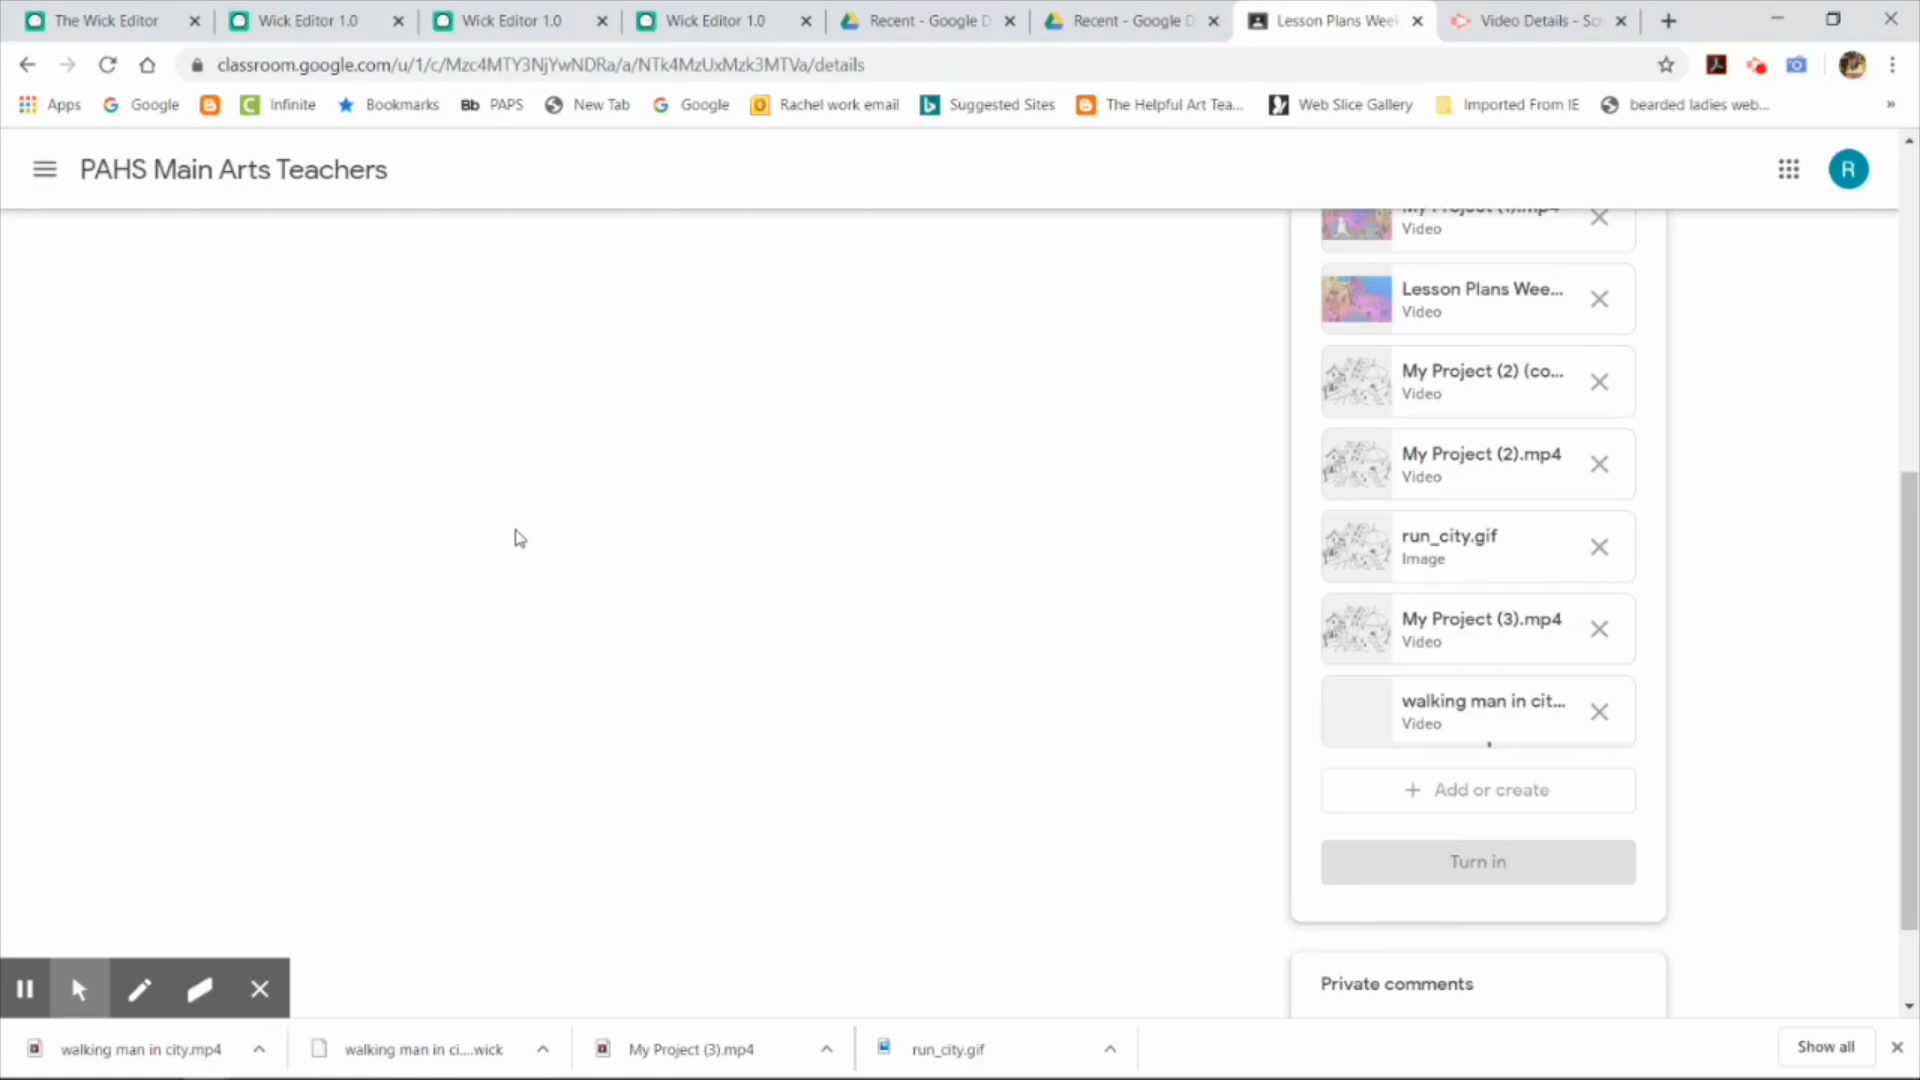 The Wick Editor
Wick Editor 1.0
Wick Editor 1.0
Wick Editor 1.0
Recent - Google D
Recent - Google D
Lesson Plans Wee
Video Details - Sc
classroom.google.com/u/1/c/Mzc4MTY3NjYwNDRa/a/NTk4MzUxMzk3MTVa/details
Apps
Google
Infinite
Bookmarks
Bb PAPS
New Tab
Google
Rachel work email
Suggested Sites
The Helpful Art Tea...
Web Slice Gallery
Imported From IE
bearded ladies web...
»
PAHS Main Arts Teachers
R
My Project (1).mp4
Video
Lesson Plans Wee...
Video
My Project (2) (co...
Video
My Project (2).mp4
Video
run_city.gif
Image
My Project (3).mp4
Video
walking man in cit...
Video
+ Add or create
Turn in
Private comments
walking man in city.mp4
walking man in ci....wick
My Project (3).mp4
run_city.gif
Show all